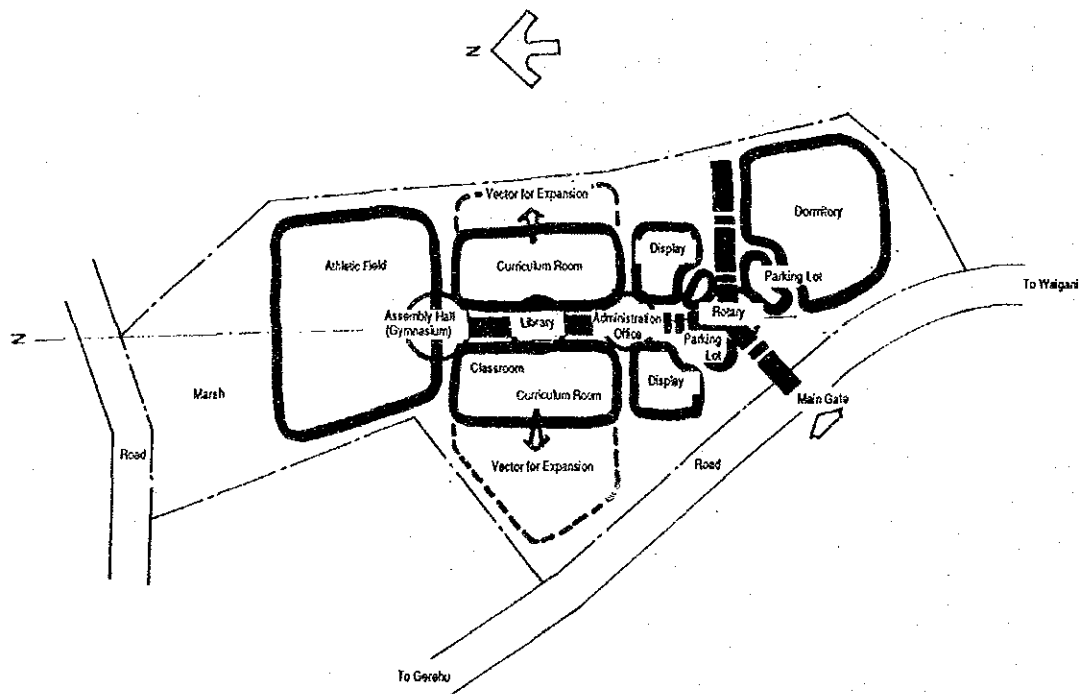 N
Vector for Expansion
Dormitory
Athletic Field
Curriculum Room
Display
Parking Lot
To Waigani
N
Assembly Hall
(Gymnasium)
Library
Administration
Office
Rotary
Parking
Lot
Classroom
Marsh
Curriculum Room
Display
Main Gate
Road
Vector for Expansion
Road
To Gerehu